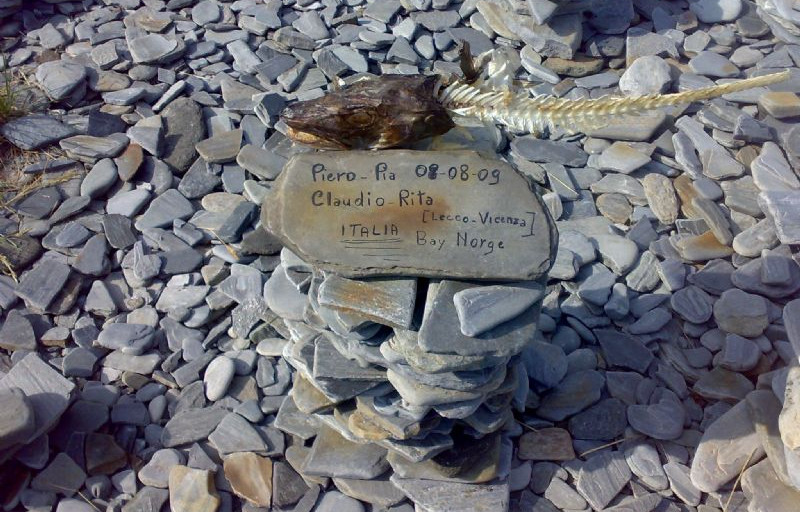 Piero-Pia 08-08-09
Claudio-Rita
[Lecco-Vicenza]
ITALIA Bay Norge